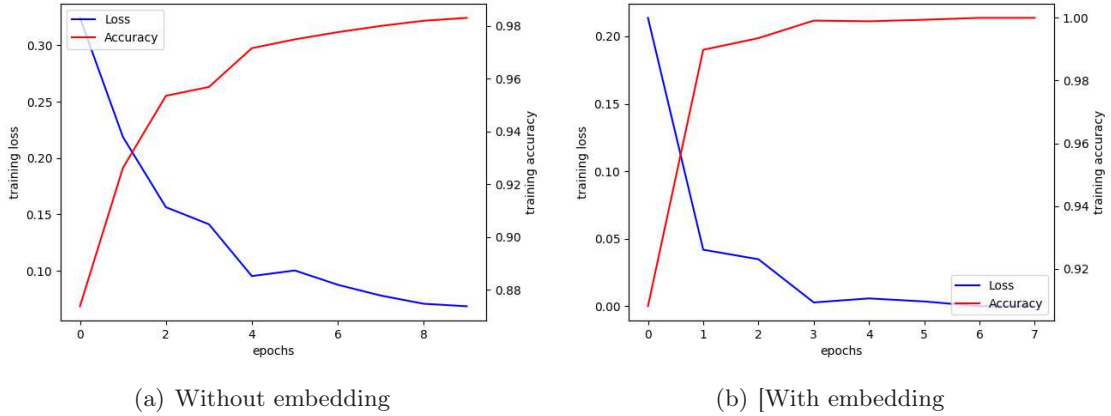 Loss
Accuracy
0.30
0.25
0.20
0.15
0.10
training loss
0.98
0.96
0.94
0.92
0.90
0.88
training accuracy
0 2 4 6 8
epochs
(a) Without embedding
0.20
0.15
0.10
0.05
0.00
training loss
1.00
0.98
0.96
0.94
0.92
training accuracy
Loss
Accuracy
0 1 2 3 4 5 6 7
epochs
(b) [With embedding